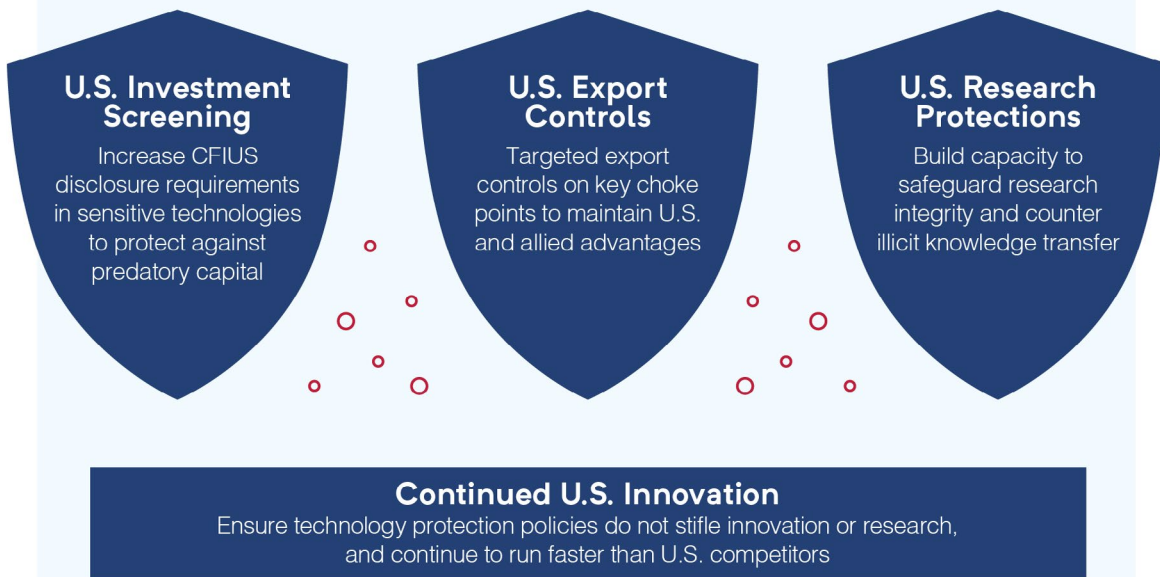 U.S. Investment
Screening
Increase CFIUS
disclosure requirements
in sensitive technologies
to protect against
predatory capital
U.S. Export
Controls
Targeted export
controls on key choke
points to maintain U.S.
and allied advantages
U.S. Research
Protections
Build capacity to
safeguard research
integrity and counter
illicit knowledge transfer
Continued U.S. Innovation
Ensure technology protection policies do not stifle innovation or research,
and continue to run faster than U.S. competitors